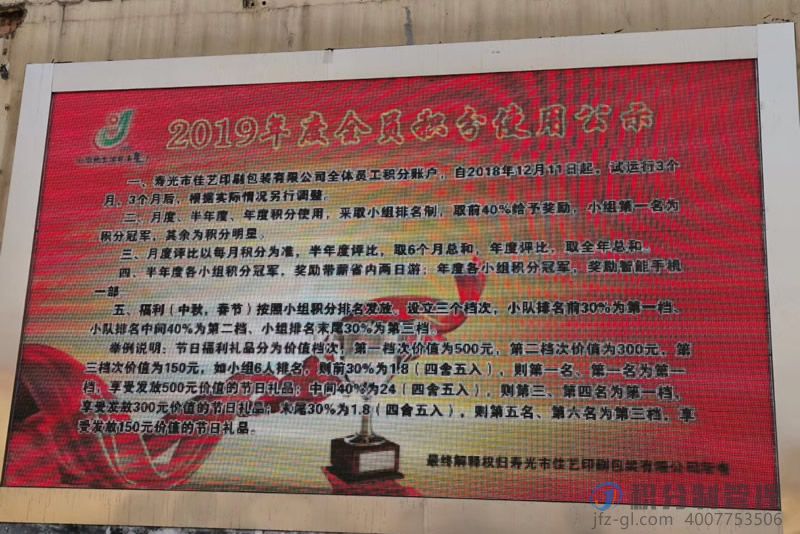 2019年度会员积分使用公示
一、寿光市佳艺印刷包装有限公司全体员工积分账户，自2018年12月11日起。试运行3个
月、3个月后，根据实际情况另行调整。
二、月度、半年度、年度积分使用，采取小组排名制，取前40%给予奖励，小组第一名为
积分冠军，其余为积分明星。
三、月度评比以每月积分为准，半年度评比，取6个月总和，年度评比，取全年总和。
四、半年度各小组积分冠军，奖励带薪省内两日游；年度各小组积分冠军，奖励智能手机
一部
五、福利（中秋，春节）按照小组积分排名发放。设立三个档次，小队排名前30%为第一档、
小队排名中间40%为第二档、小组排名末尾30%为第三档。
举例说明：节日福利礼品分为价值档次，第一档次价值为500元，第二档次价值为300元，第
三档次价值为150元，如小组6人排名，则前30%为1.8（四舍五入），则第一名、第一名为第一
档，享受发放500元价值的节日礼品；中间40%为24（四舍五入），则第三、第四名为第一档，
享受发放300元价值的节日礼品；末尾30%为1.8（四舍五入），则第五名、第六名为第三档，享
受发放150元价值的节日礼品。
最终解释权归寿光市佳艺印刷包装有限公司所有
积分制管理
jfz-gl.com 4007753506